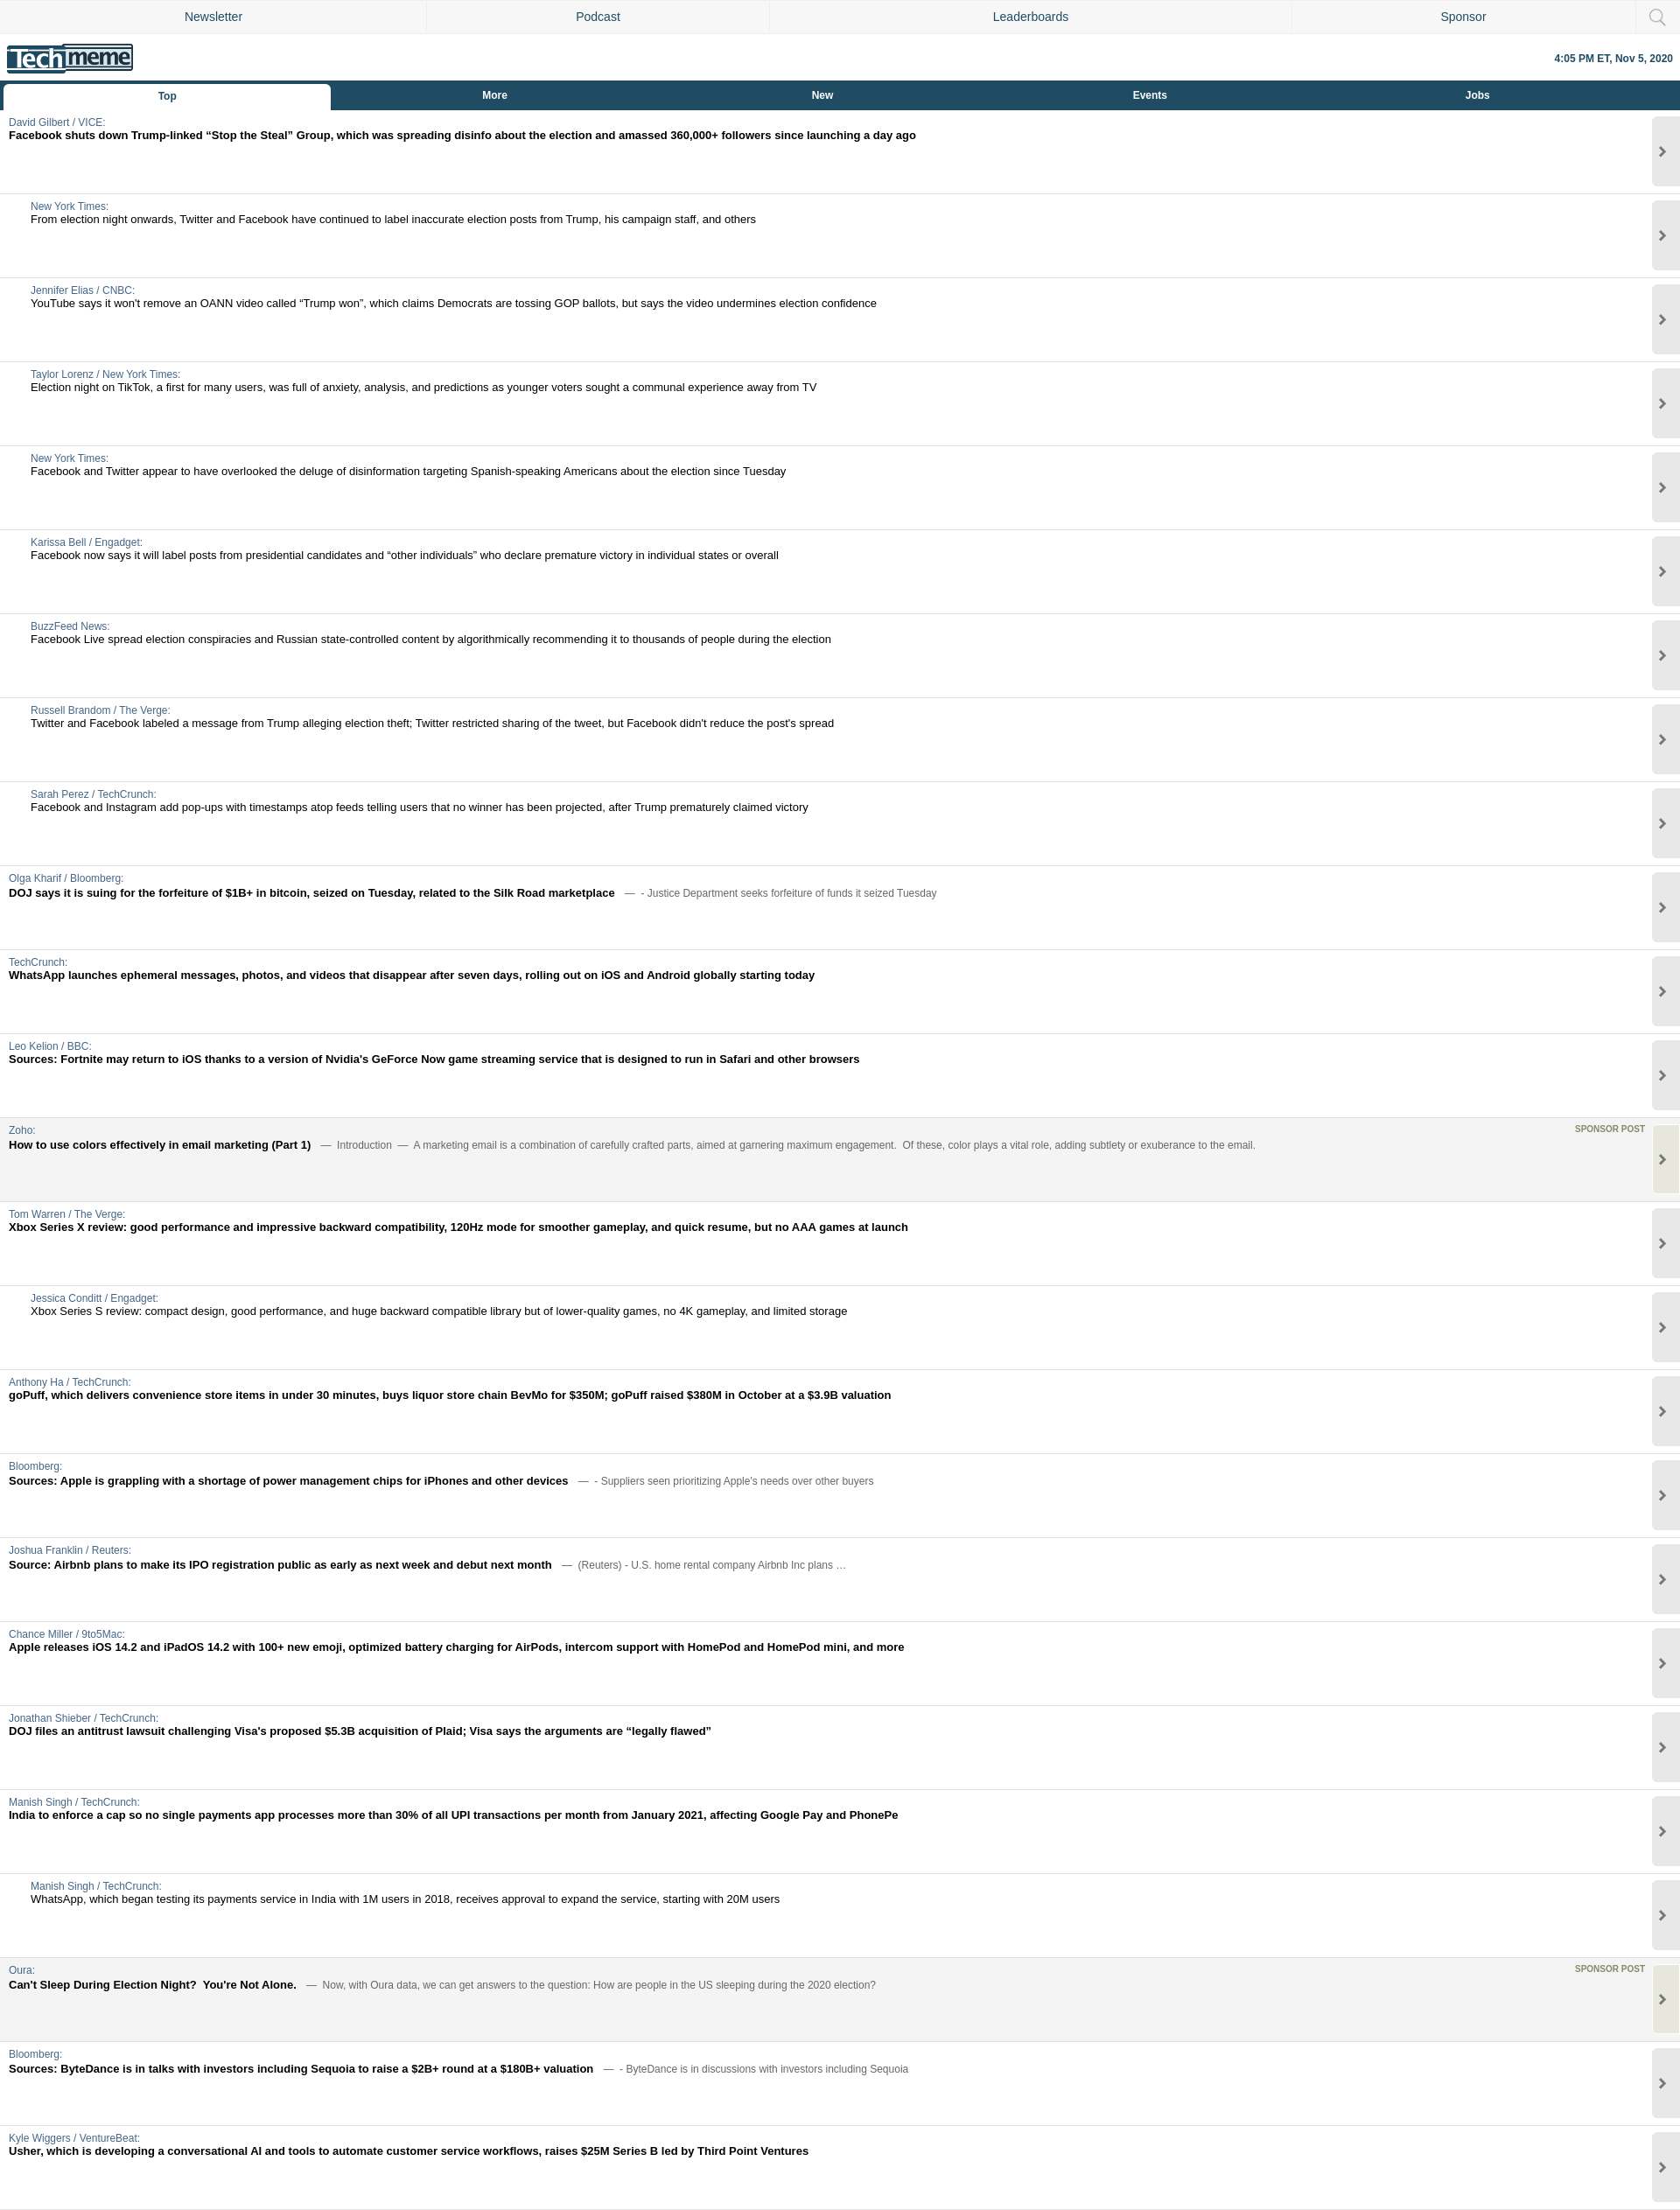 Newsletter
Podcast
Leaderboards
Sponsor
Techmeme
4:05 PM ET, Nov 5, 2020
Top
More
New
Events
Jobs
David Gilbert / VICE:
Facebook shuts down Trump-linked “Stop the Steal” Group, which was spreading disinfo about the election and amassed 360,000+ followers since launching a day ago
New York Times:
From election night onwards, Twitter and Facebook have continued to label inaccurate election posts from Trump, his campaign staff, and others
Jennifer Elias / CNBC:
YouTube says it won't remove an OANN video called “Trump won”, which claims Democrats are tossing GOP ballots, but says the video undermines election confidence
Taylor Lorenz / New York Times:
Election night on TikTok, a first for many users, was full of anxiety, analysis, and predictions as younger voters sought a communal experience away from TV
New York Times:
Facebook and Twitter appear to have overlooked the deluge of disinformation targeting Spanish-speaking Americans about the election since Tuesday
Karissa Bell / Engadget:
Facebook now says it will label posts from presidential candidates and “other individuals” who declare premature victory in individual states or overall
BuzzFeed News:
Facebook Live spread election conspiracies and Russian state-controlled content by algorithmically recommending it to thousands of people during the election
Russell Brandom / The Verge:
Twitter and Facebook labeled a message from Trump alleging election theft; Twitter restricted sharing of the tweet, but Facebook didn't reduce the post's spread
Sarah Perez / TechCrunch:
Facebook and Instagram add pop-ups with timestamps atop feeds telling users that no winner has been projected, after Trump prematurely claimed victory
Olga Kharif / Bloomberg:
DOJ says it is suing for the forfeiture of $1B+ in bitcoin, seized on Tuesday, related to the Silk Road marketplace — - Justice Department seeks forfeiture of funds it seized Tuesday
TechCrunch:
WhatsApp launches ephemeral messages, photos, and videos that disappear after seven days, rolling out on iOS and Android globally starting today
Leo Kelion / BBC:
Sources: Fortnite may return to iOS thanks to a version of Nvidia's GeForce Now game streaming service that is designed to run in Safari and other browsers
Zoho:
SPONSOR POST
How to use colors effectively in email marketing (Part 1) — Introduction — A marketing email is a combination of carefully crafted parts, aimed at garnering maximum engagement. Of these, color plays a vital role, adding subtlety or exuberance to the email.
Tom Warren / The Verge:
Xbox Series X review: good performance and impressive backward compatibility, 120Hz mode for smoother gameplay, and quick resume, but no AAA games at launch
Jessica Conditt / Engadget:
Xbox Series S review: compact design, good performance, and huge backward compatible library but of lower-quality games, no 4K gameplay, and limited storage
Anthony Ha / TechCrunch:
goPuff, which delivers convenience store items in under 30 minutes, buys liquor store chain BevMo for $350M; goPuff raised $380M in October at a $3.9B valuation
Bloomberg:
Sources: Apple is grappling with a shortage of power management chips for iPhones and other devices — - Suppliers seen prioritizing Apple's needs over other buyers
Joshua Franklin / Reuters:
Source: Airbnb plans to make its IPO registration public as early as next week and debut next month — (Reuters) - U.S. home rental company Airbnb Inc plans …
Chance Miller / 9to5Mac:
Apple releases iOS 14.2 and iPadOS 14.2 with 100+ new emoji, optimized battery charging for AirPods, intercom support with HomePod and HomePod mini, and more
Jonathan Shieber / TechCrunch:
DOJ files an antitrust lawsuit challenging Visa's proposed $5.3B acquisition of Plaid; Visa says the arguments are “legally flawed”
Manish Singh / TechCrunch:
India to enforce a cap so no single payments app processes more than 30% of all UPI transactions per month from January 2021, affecting Google Pay and PhonePe
Manish Singh / TechCrunch:
WhatsApp, which began testing its payments service in India with 1M users in 2018, receives approval to expand the service, starting with 20M users
Oura:
SPONSOR POST
Can't Sleep During Election Night? You're Not Alone. — Now, with Oura data, we can get answers to the question: How are people in the US sleeping during the 2020 election?
Bloomberg:
Sources: ByteDance is in talks with investors including Sequoia to raise a $2B+ round at a $180B+ valuation — - ByteDance is in discussions with investors including Sequoia
Kyle Wiggers / VentureBeat:
Usher, which is developing a conversational AI and tools to automate customer service workflows, raises $25M Series B led by Third Point Ventures